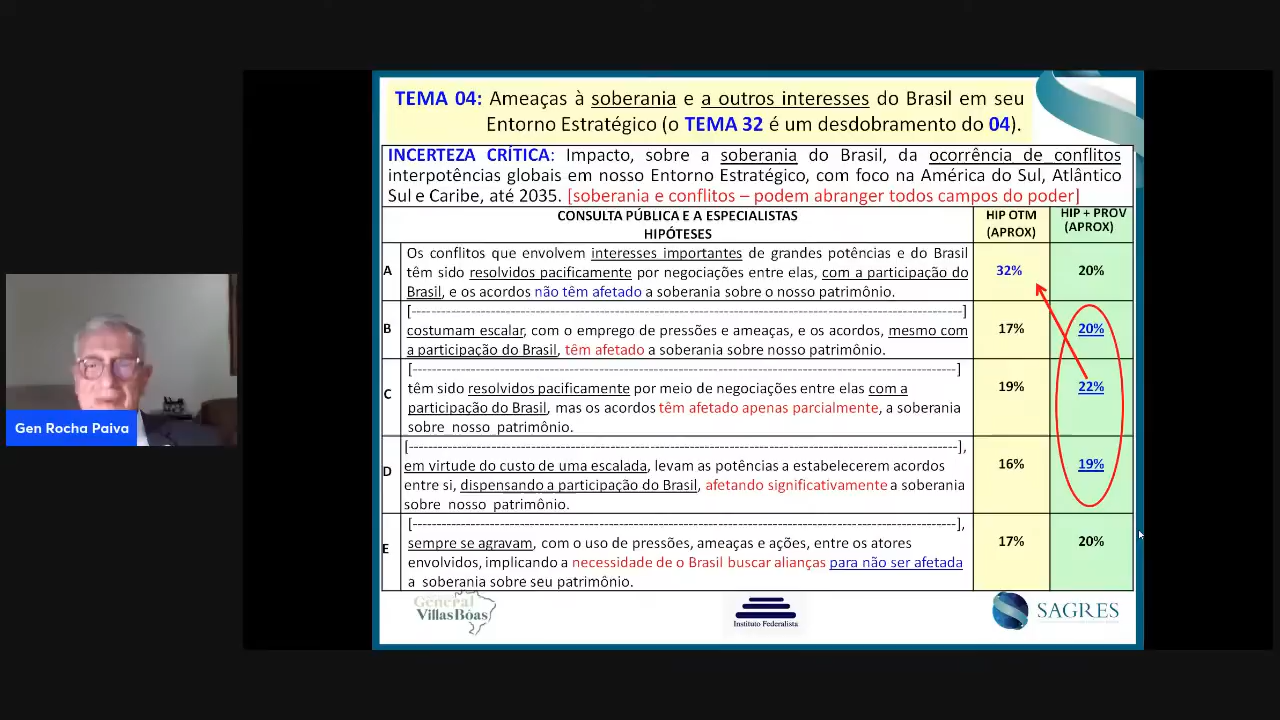 TEMA 04: Ameaças à soberania e a outros interesses do Brasil em seu
Entorno Estratégico (o TEMA 32 é um desdobramento do 04).
INCERTEZA CRÍTICA: Impacto, sobre a soberania do Brasil, da ocorrência de conflitos
interpotências globais em nosso Entorno Estratégico, com foco na América do Sul, Atlântico
Sul e Caribe, até 2035. [soberania e conflitos – podem abranger todos campos do poder]
CONSULTA PÚBLICA E A ESPECIALISTAS
HIPÓTESES
HIP OTM
(APROX)
HIP + PROV
(APROX)
A
Os conflitos que envolvem interesses importantes de grandes potências e do Brasil
têm sido resolvidos pacificamente por negociações entre elas, com a participação do
Brasil, e os acordos não têm afetado a soberania sobre o nosso patrimônio.
32%
20%
B
[---------------------------------------------------------------------------------------------]
costumam escalar, com o emprego de pressões e ameaças, e os acordos, mesmo com
a participação do Brasil, têm afetado a soberania sobre nosso patrimônio.
17%
20%
C
[--------------------------------------------------------------------------------------------]
têm sido resolvidos pacificamente por meio de negociações entre elas com a
participação do Brasil, mas os acordos têm afetado apenas parcialmente, a soberania
sobre nosso patrimônio.
19%
22%
D
[---------------------------------------------------------------------------------------------],
em virtude do custo de uma escalada, levam as potências a estabelecerem acordos
entre si, dispensando a participação do Brasil, afetando significativamente a soberania
sobre nosso patrimônio.
16%
19%
E
[--------------------------------------------------------------------------------------------],
sempre se agravam, com o uso de pressões, ameaças e ações, entre os atores
envolvidos, implicando a necessidade de o Brasil buscar alianças para não ser afetada
a soberania sobre seu patrimônio.
17%
20%
Gen Rocha Paiva
General
Villas Bôas
Instituto Federalista
SAGRES